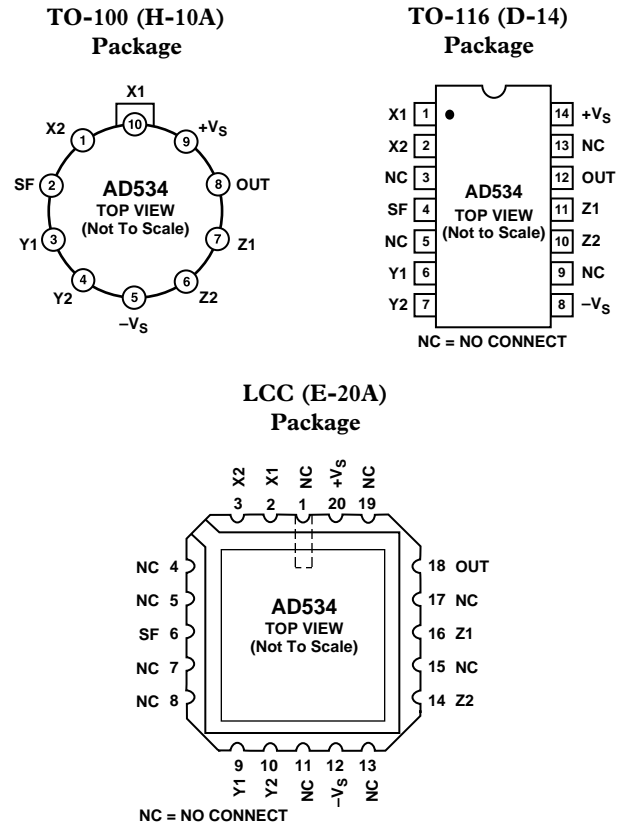 TO-100 (H-10A)
Package
X1
10
X2
1
9
+VS
SF
2
8
OUT
AD534
TOP VIEW
(Not To Scale)
Y1
3
7
Z1
Y2
4
6
Z2
5
–VS
TO-116 (D-14)
Package
X1 1
14 +VS
X2 2
13 NC
NC 3
12 OUT
AD534
TOP VIEW
(Not to Scale)
SF 4
11 Z1
NC 5
10 Z2
Y1 6
9 NC
Y2 7
8 –VS
NC = NO CONNECT
LCC (E-20A)
Package
X2 X1 NC +VS NC
3 2 1 20 19
NC 4
18 OUT
NC 5
17 NC
AD534
TOP VIEW
(Not To Scale)
SF 6
16 Z1
NC 7
15 NC
NC 8
14 Z2
9 10 11 12 13
Y1 Y2 NC –VS NC
NC = NO CONNECT